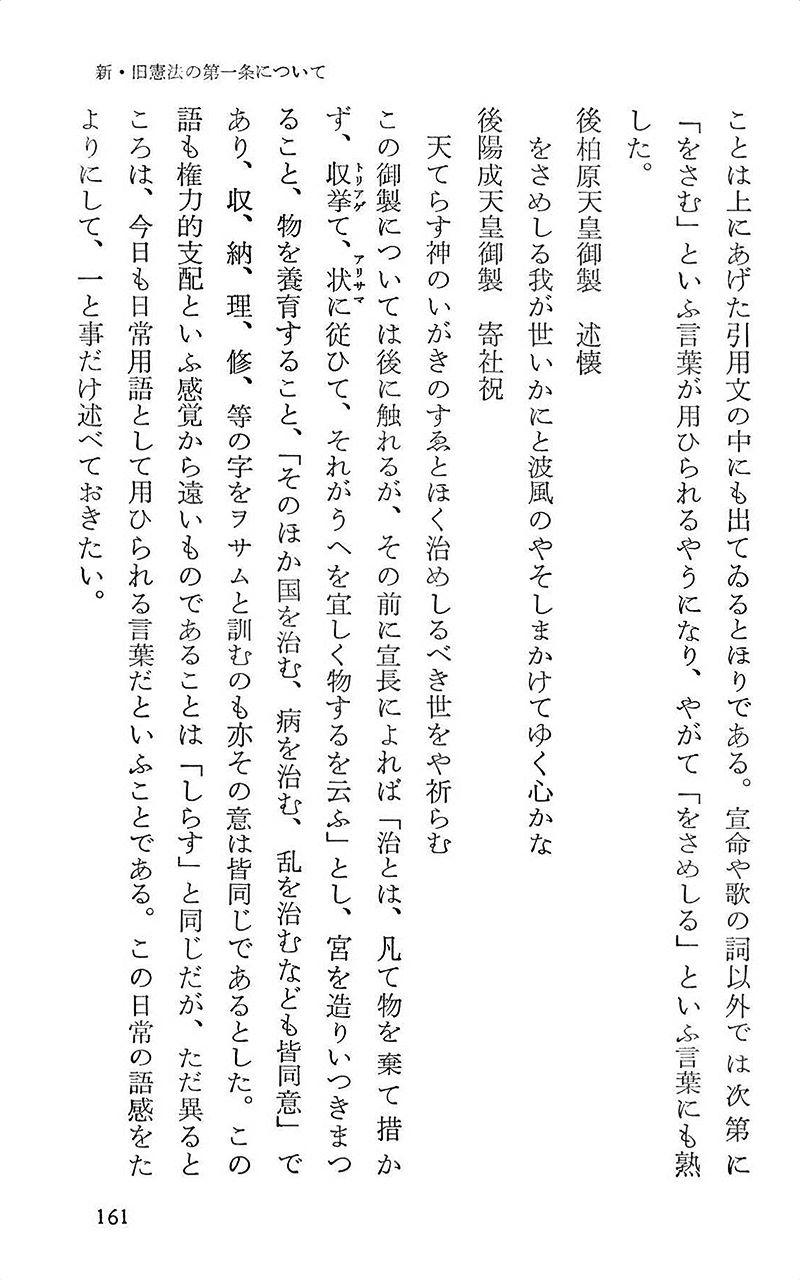 新・旧憲法の第一条について
ことは上にあげた引用文の中にも出てゐるとほりである。宣命や歌の詞以外では次第に
「をさむ」といふ言葉が用ひられるやうになり、やがて「をさめしる」といふ言葉にも熟
した。
後柏原天皇御製　述懐
をさめしる我が世いかにと波風のやそしまかけてゆく心かな
後陽成天皇御製　寄社祝
天てらす神のいがきのすゑとほく治めしるべき世をや祈らむ
この御製については後に触れるが、その前に宣長によれば「治とは、凡て物を棄て措か
ず、収挙て、状に従ひて、それがうへを宜しく物するを云ふ」とし、宮を造りいつきまつ
トリアゲ
アリサマ
ること、物を養育すること、「そのほか国を治む、病を治む、乱を治むなども皆同意」で
あり、収、納、理、修、等の字をヲサムと訓むのも亦その意は皆同じであるとした。この
語も権力的支配といふ感覚から遠いものであることは「しらす」と同じだが、ただ異ると
ころは、今日も日常用語として用ひられる言葉だといふことである。この日常の語感をた
よりにして、一と事だけ述べておきたい。
161